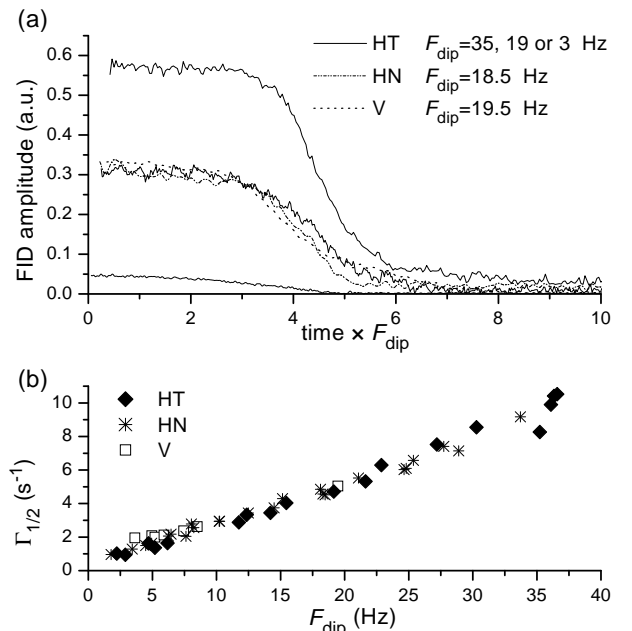 (a)
HT F_dip=35, 19 or 3 Hz
HN F_dip=18.5 Hz
V F_dip=19.5 Hz
FID amplitude (a.u.)
0.6
0.5
0.4
0.3
0.2
0.1
0.0
0 2 4 6 8 10
time × F_dip
(b)
HT
HN
V
Γ_1/2 (s⁻¹)
10
8
6
4
2
0
0 5 10 15 20 25 30 35 40
F_dip (Hz)